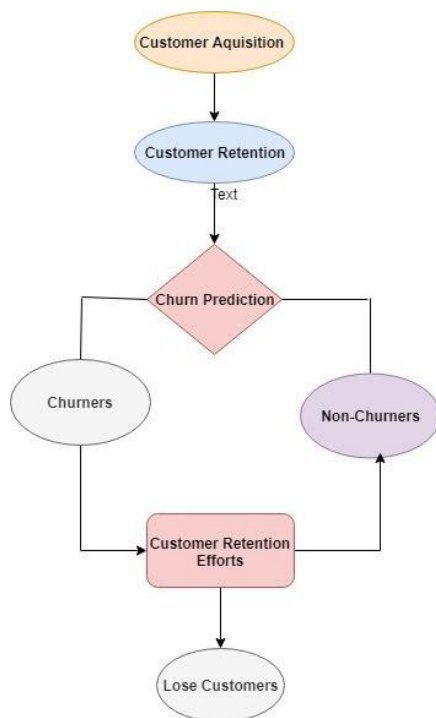 Customer Aquisition
Customer Retention
Text
Churn Prediction
Churners
Non-Churners
Customer Retention
Efforts
Lose Customers